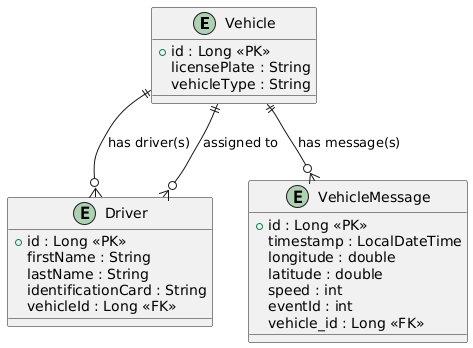 E Vehicle
id : Long «PK»
licensePlate : String
vehicleType : String
has driver(s)
assigned to
has message(s)
E Driver
id : Long «PK»
firstName : String
lastName : String
identificationCard : String
vehicleId : Long «FK»
E VehicleMessage
id : Long «PK»
timestamp : LocalDateTime
longitude : double
latitude : double
speed : int
eventId : int
vehicle_id : Long «FK»